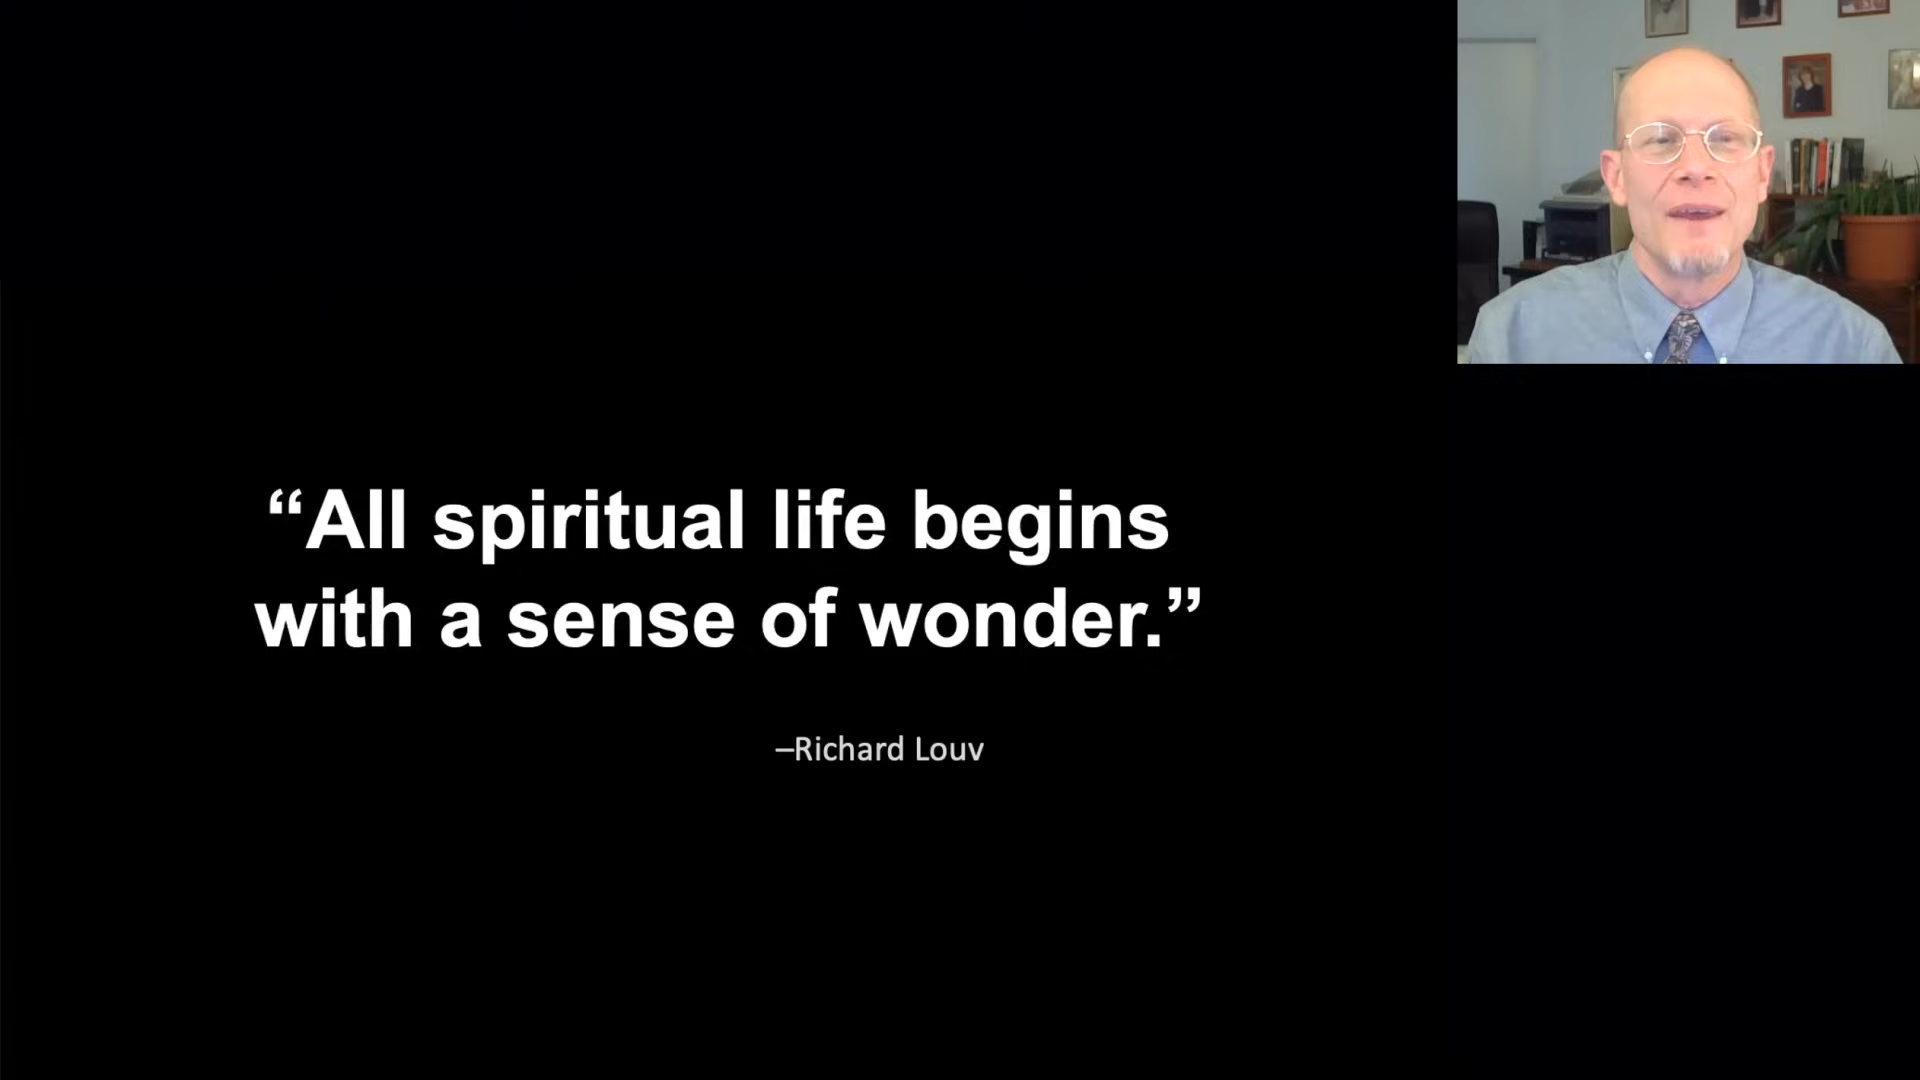 “All spiritual life begins
with a sense of wonder.”
–Richard Louv